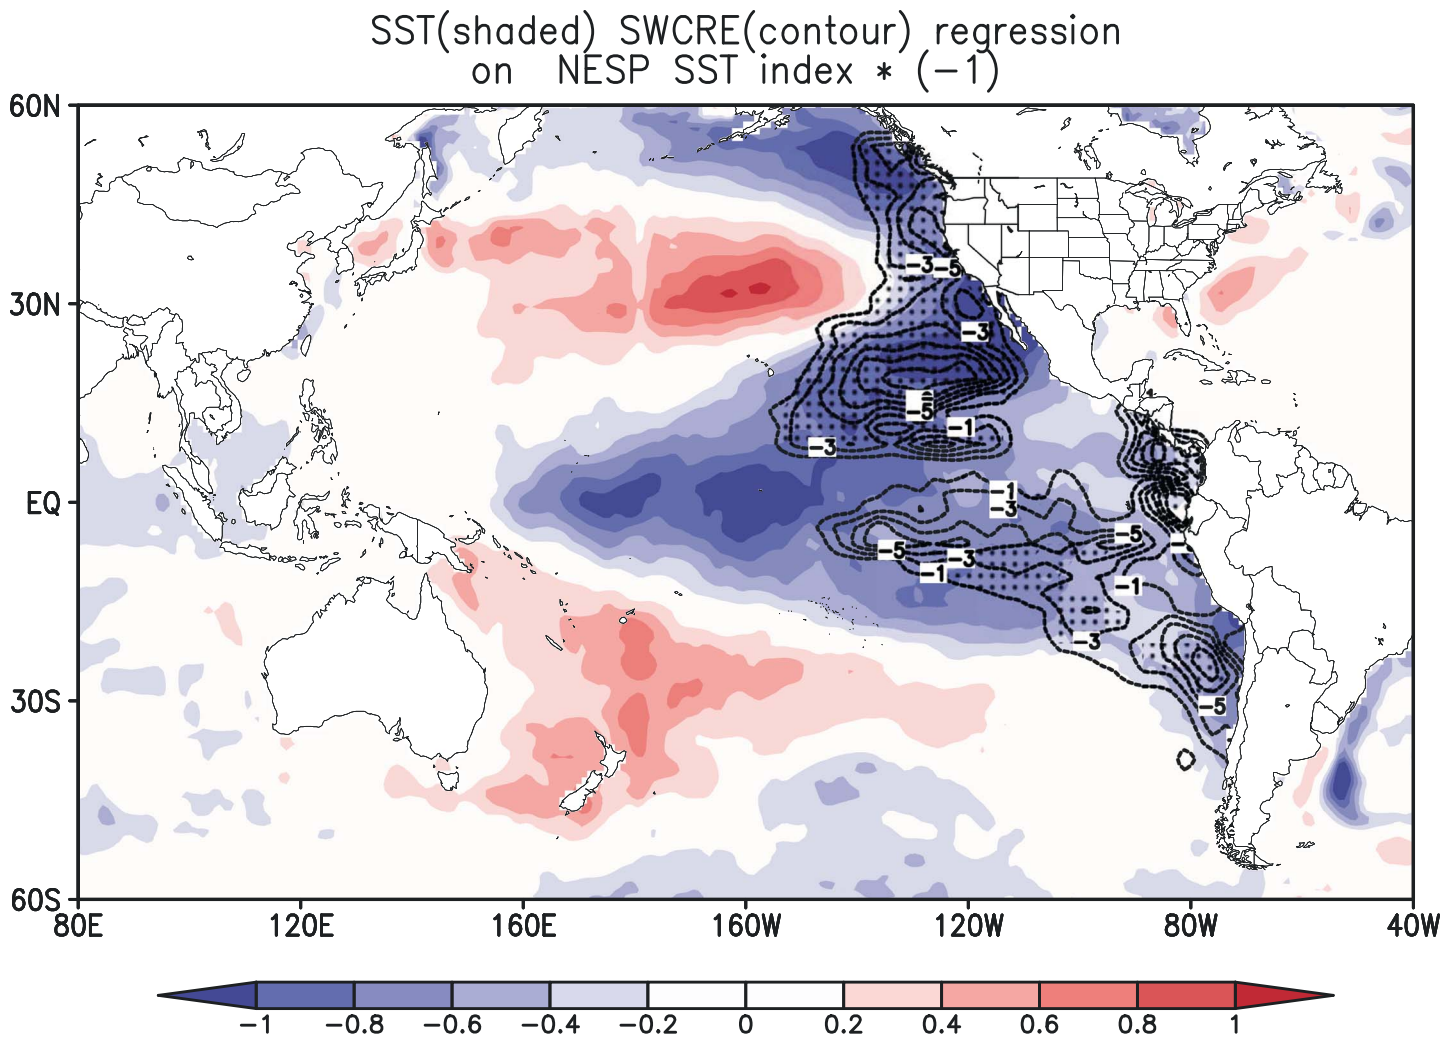 SST(shaded) SWCRE(contour) regression
on NESP SST index * (−1)
60N
30N
EQ
30S
60S
−3 −5
−3
−5
−1
−3
−1
−3
−5
−5
−3
−1
−1
−3
−5
80E 120E 160E 160W 120W 80W 40W
−1 −0.8 −0.6 −0.4 −0.2 0 0.2 0.4 0.6 0.8 1